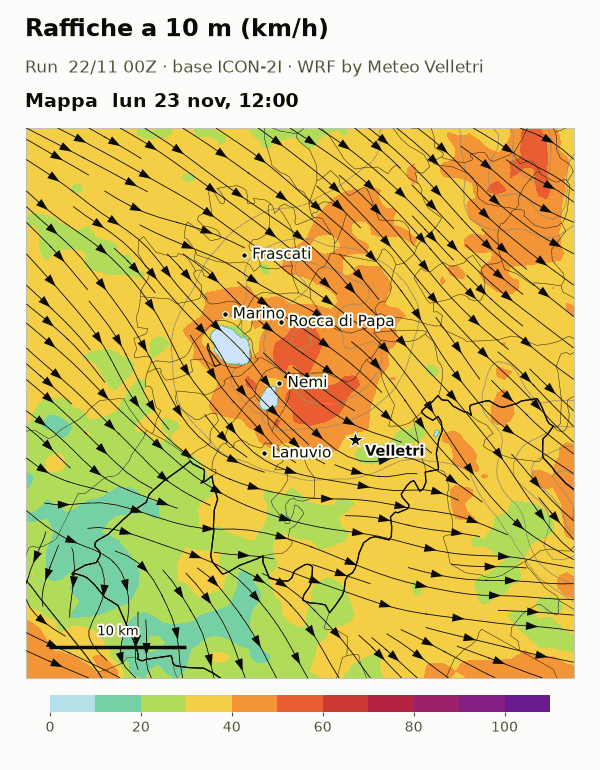 Raffiche a 10 m (km/h)
Run 22/11 00Z · base ICON-2I · WRF by Meteo Velletri
Mappa lun 23 nov, 12:00
Frascati
Marino
Rocca di Papa
Nemi
Velletri
Lanuvio
10 km
0 20 40 60 80 100